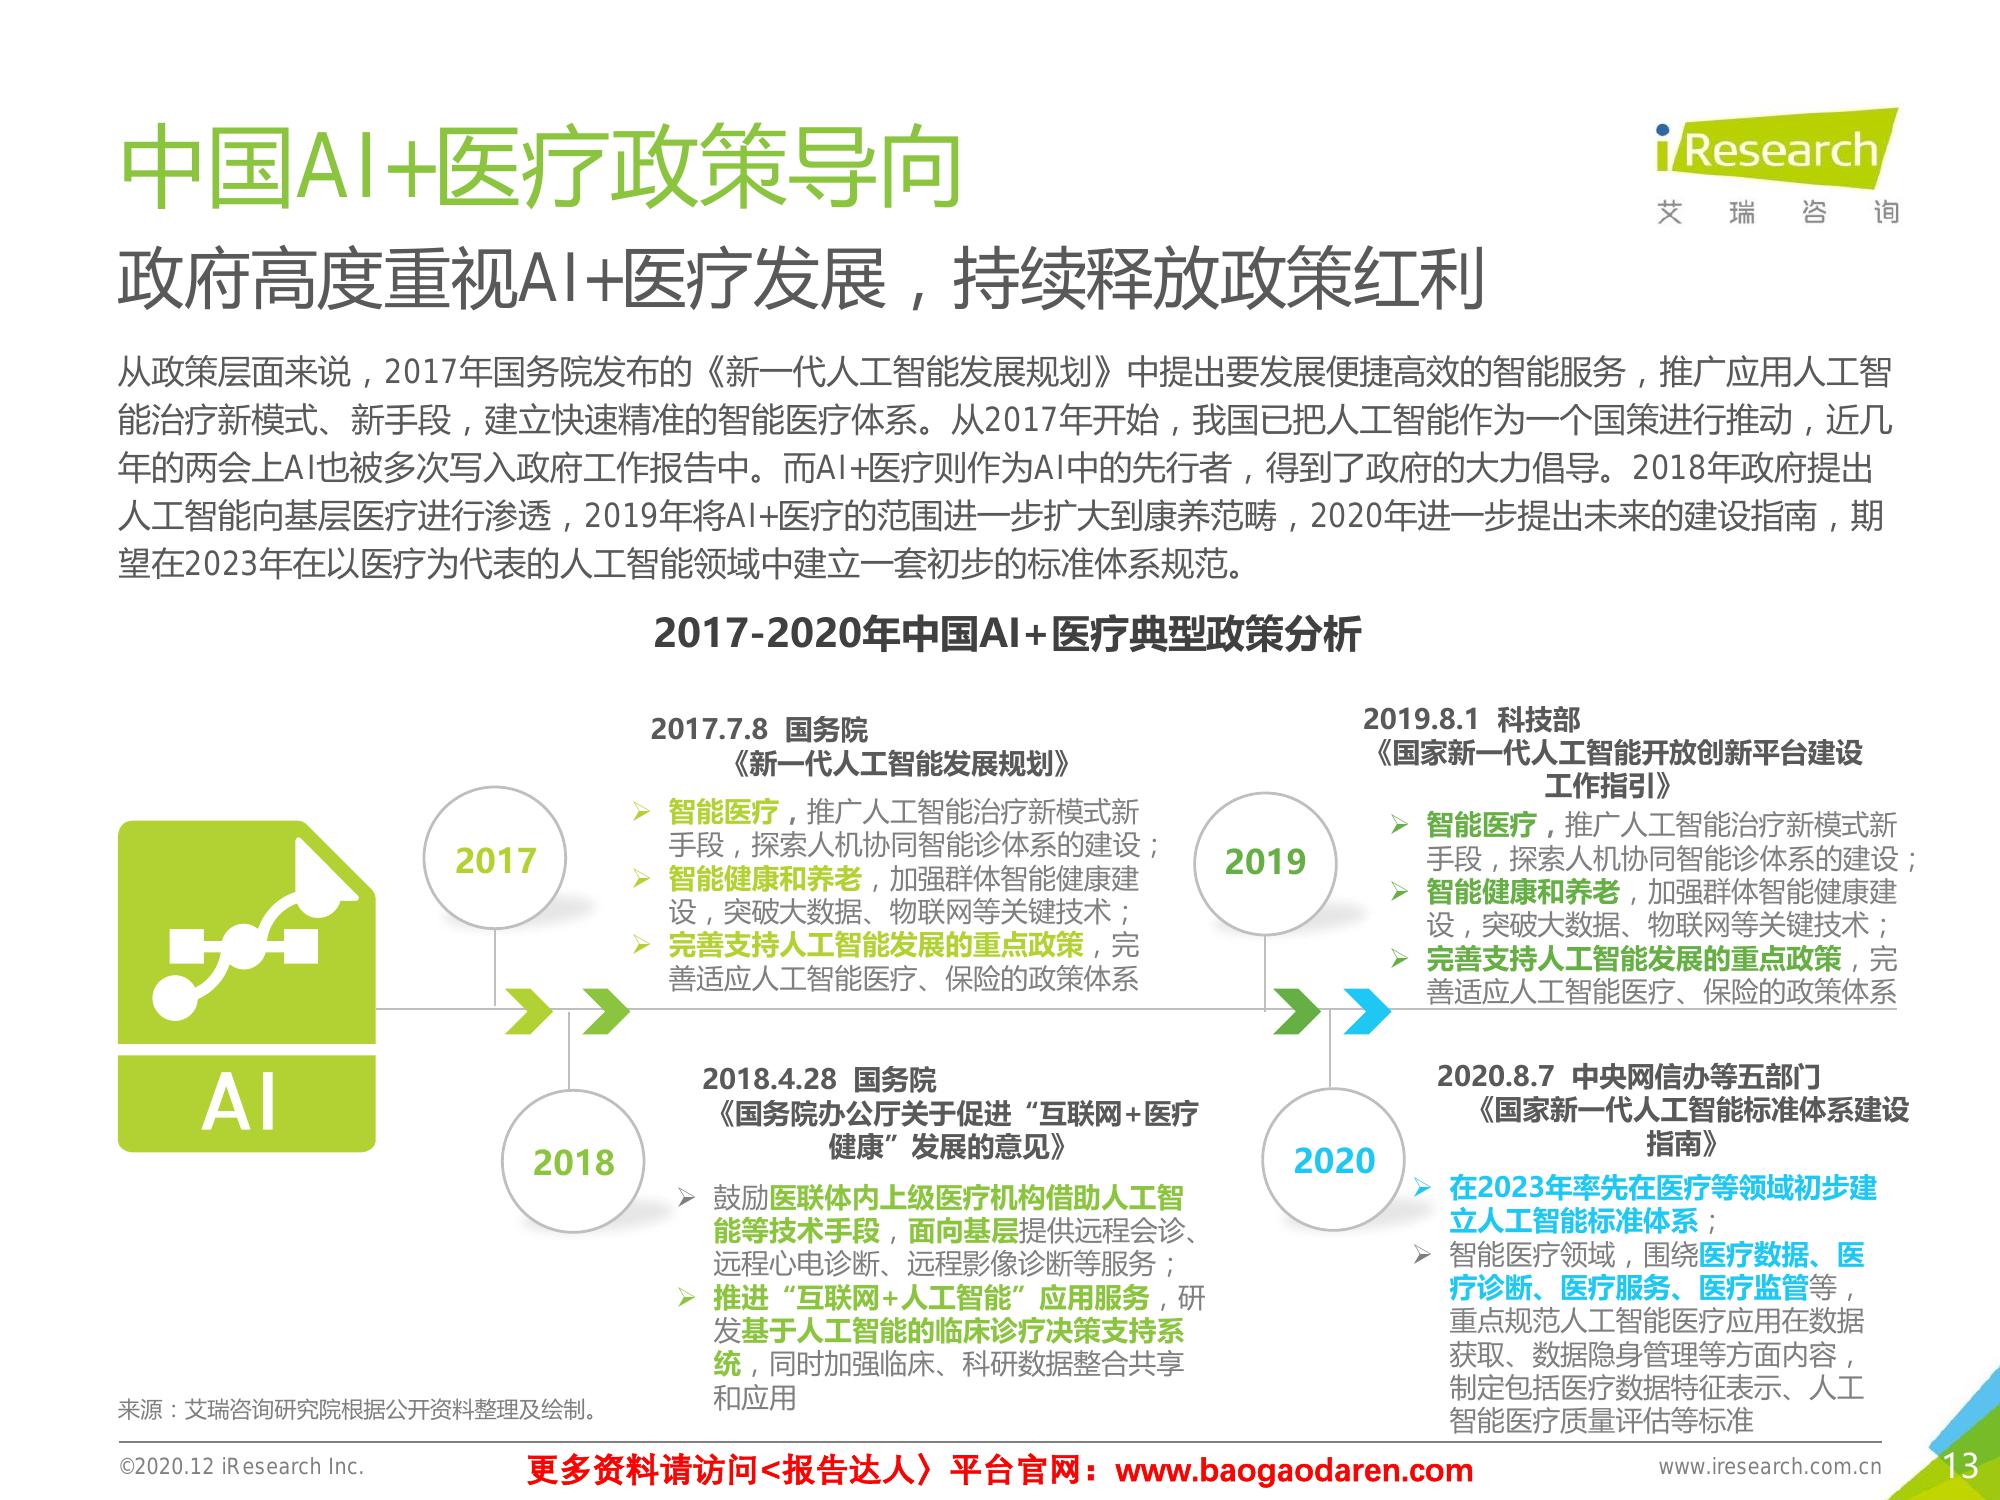 中国AI+医疗政策导向
iResearch
艾瑞咨询
政府高度重视AI+医疗发展，持续释放政策红利
从政策层面来说，2017年国务院发布的《新一代人工智能发展规划》中提出要发展便捷高效的智能服务，推广应用人工智
能治疗新模式、新手段，建立快速精准的智能医疗体系。从2017年开始，我国已把人工智能作为一个国策进行推动，近几
年的两会上AI也被多次写入政府工作报告中。而AI+医疗则作为AI中的先行者，得到了政府的大力倡导。2018年政府提出
人工智能向基层医疗进行渗透，2019年将AI+医疗的范围进一步扩大到康养范畴，2020年进一步提出未来的建设指南，期
望在2023年在以医疗为代表的人工智能领域中建立一套初步的标准体系规范。
2017-2020年中国AI+医疗典型政策分析
AI
2017
2017.7.8 国务院
《新一代人工智能发展规划》
➢ 智能医疗，推广人工智能治疗新模式新
手段，探索人机协同智能诊体系的建设；
➢ 智能健康和养老，加强群体智能健康建
设，突破大数据、物联网等关键技术；
➢ 完善支持人工智能发展的重点政策，完
善适应人工智能医疗、保险的政策体系
2019
2019.8.1 科技部
《国家新一代人工智能开放创新平台建设
工作指引》
➢ 智能医疗，推广人工智能治疗新模式新
手段，探索人机协同智能诊体系的建设；
➢ 智能健康和养老，加强群体智能健康建
设，突破大数据、物联网等关键技术；
➢ 完善支持人工智能发展的重点政策，完
善适应人工智能医疗、保险的政策体系
2018
2018.4.28 国务院
《国务院办公厅关于促进“互联网+医疗
健康”发展的意见》
➢ 鼓励医联体内上级医疗机构借助人工智
能等技术手段，面向基层提供远程会诊、
远程心电诊断、远程影像诊断等服务；
➢ 推进“互联网+人工智能”应用服务，研
发基于人工智能的临床诊疗决策支持系
统，同时加强临床、科研数据整合共享
和应用
2020
2020.8.7 中央网信办等五部门
《国家新一代人工智能标准体系建设
指南》
➢ 在2023年率先在医疗等领域初步建
立人工智能标准体系；
➢ 智能医疗领域，围绕医疗数据、医
疗诊断、医疗服务、医疗监管等，
重点规范人工智能医疗应用在数据
获取、数据隐身管理等方面内容，
制定包括医疗数据特征表示、人工
智能医疗质量评估等标准
来源：艾瑞咨询研究院根据公开资料整理及绘制。
©2020.12 iResearch Inc.
更多资料请访问<报告达人〉平台官网：www.baogaodaren.com
www.iresearch.com.cn
13